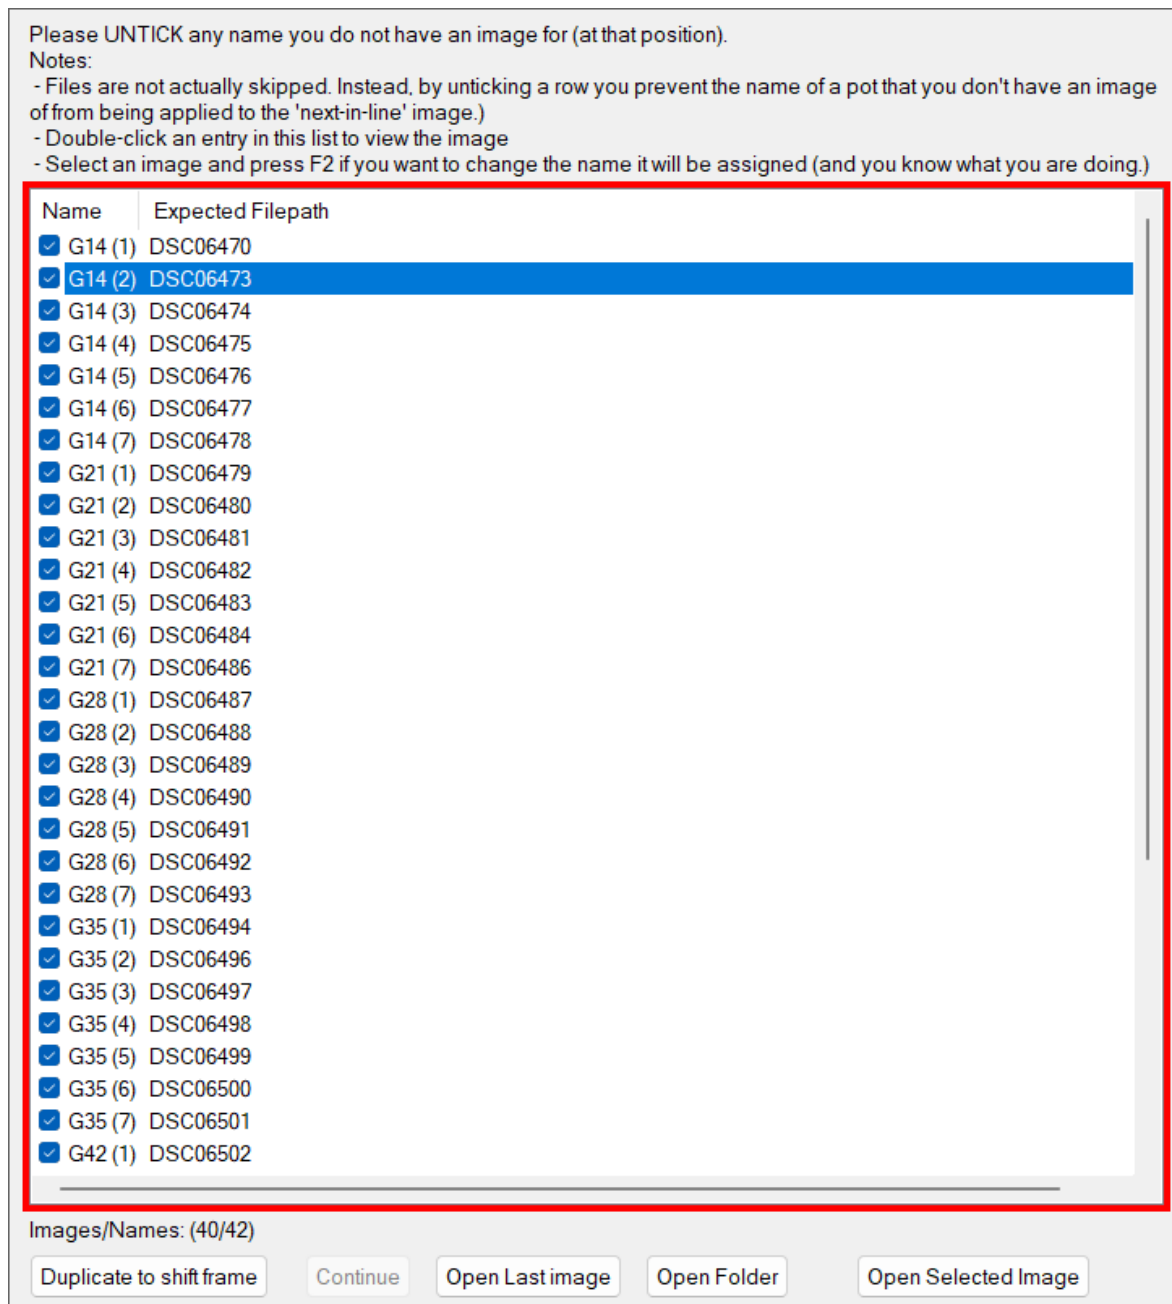 Please UNTICK any name you do not have an image for (at that position).
Notes:
- Files are not actually skipped. Instead, by unticking a row you prevent the name of a pot that you don't have an image
of from being applied to the 'next-in-line' image.)
- Double-click an entry in this list to view the image
- Select an image and press F2 if you want to change the name it will be assigned (and you know what you are doing.)
Name Expected Filepath
G14 (1) DSC06470
G14 (2) DSC06473
G14 (3) DSC06474
G14 (4) DSC06475
G14 (5) DSC06476
G14 (6) DSC06477
G14 (7) DSC06478
G21 (1) DSC06479
G21 (2) DSC06480
G21 (3) DSC06481
G21 (4) DSC06482
G21 (5) DSC06483
G21 (6) DSC06484
G21 (7) DSC06486
G28 (1) DSC06487
G28 (2) DSC06488
G28 (3) DSC06489
G28 (4) DSC06490
G28 (5) DSC06491
G28 (6) DSC06492
G28 (7) DSC06493
G35 (1) DSC06494
G35 (2) DSC06496
G35 (3) DSC06497
G35 (4) DSC06498
G35 (5) DSC06499
G35 (6) DSC06500
G35 (7) DSC06501
G42 (1) DSC06502
Images/Names: (40/42)
Duplicate to shift frame Continue Open Last image Open Folder Open Selected Image